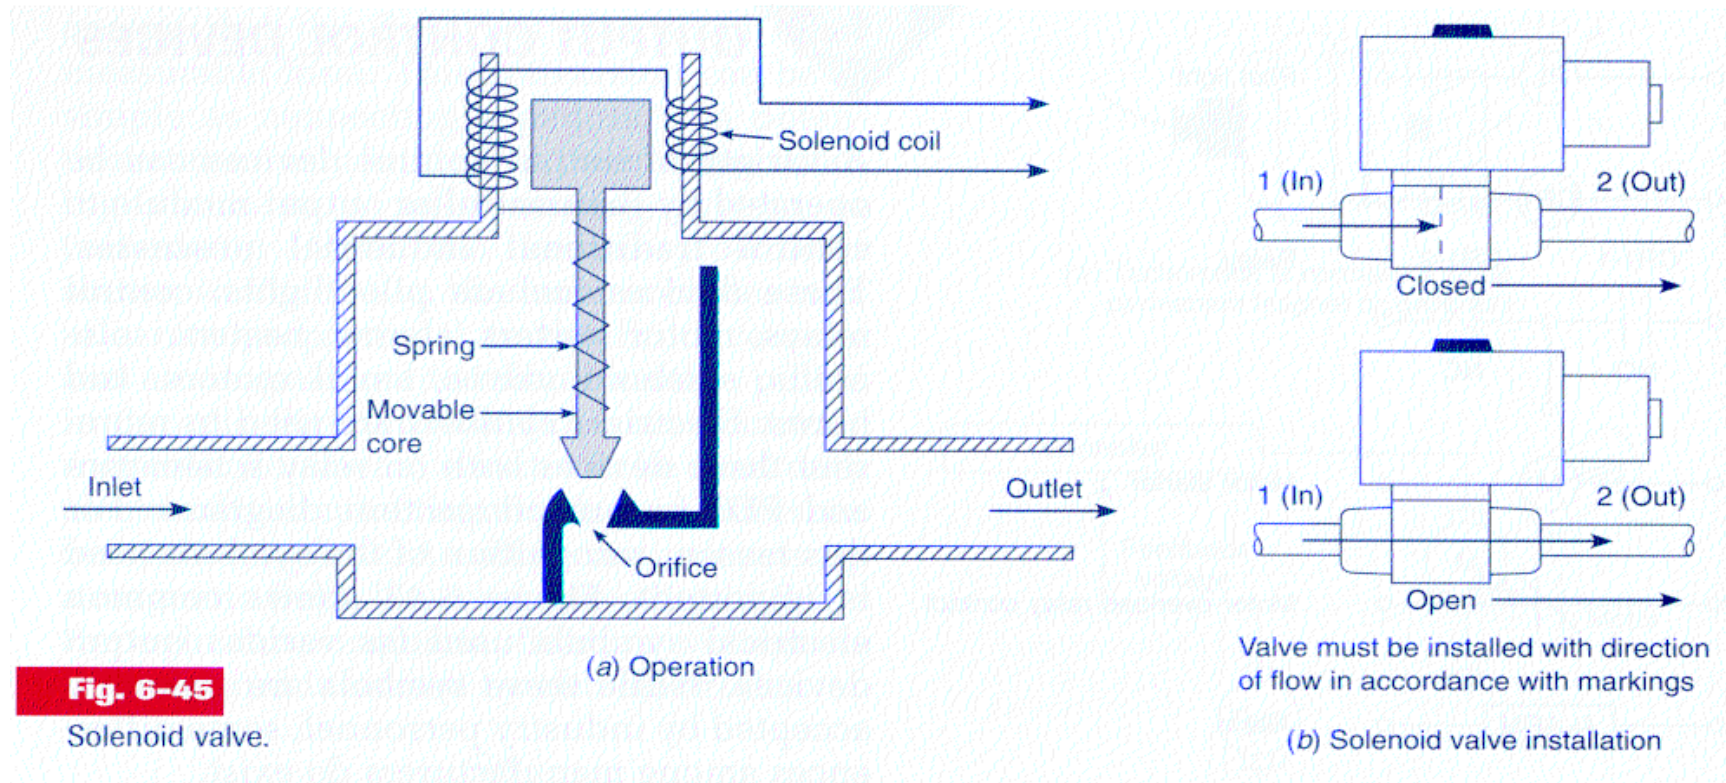 Solenoid coil
Spring
Movable
core
Inlet
Outlet
Orifice
(a) Operation
Fig. 6-45
Solenoid valve.
1 (In)
2 (Out)
Closed
1 (In)
2 (Out)
Open
Valve must be installed with direction
of flow in accordance with markings
(b) Solenoid valve installation